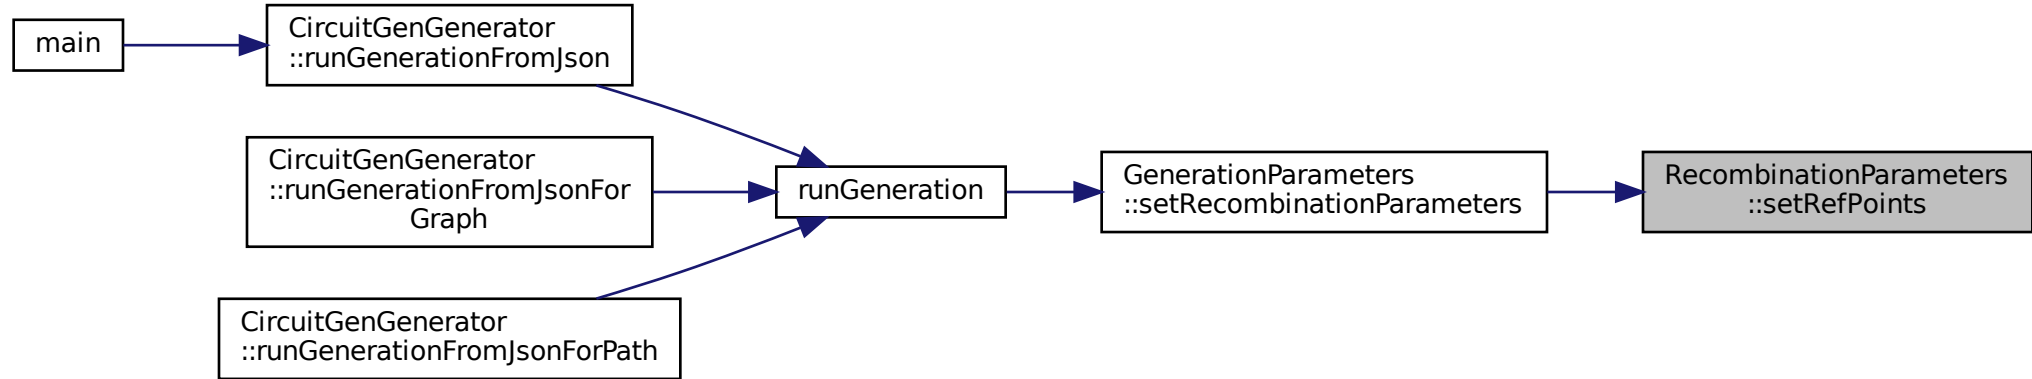 main
CircuitGenGenerator
::runGenerationFromJson
CircuitGenGenerator
::runGenerationFromJsonFor
Graph
CircuitGenGenerator
::runGenerationFromJsonForPath
runGeneration
GenerationParameters
::setRecombinationParameters
RecombinationParameters
::setRefPoints